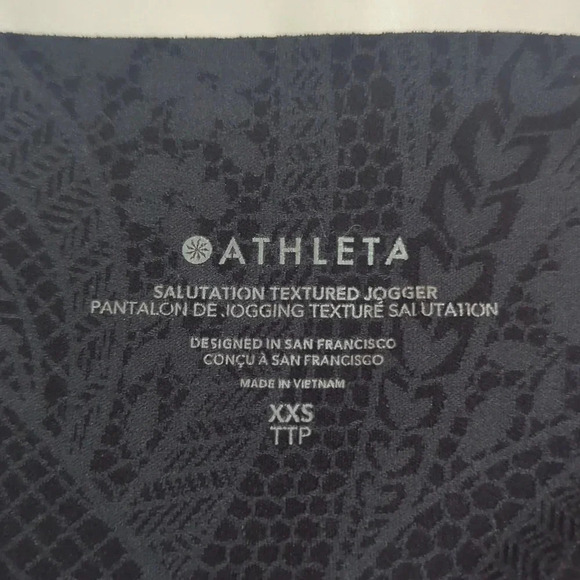 ATHLETA
SALUTATION TEXTURED JOGGER
PANTALON DE JOGGING TEXTURÉ SALUTATION
DESIGNED IN SAN FRANCISCO
CONÇU À SAN FRANCISCO
MADE IN VIETNAM
XXS
TTP